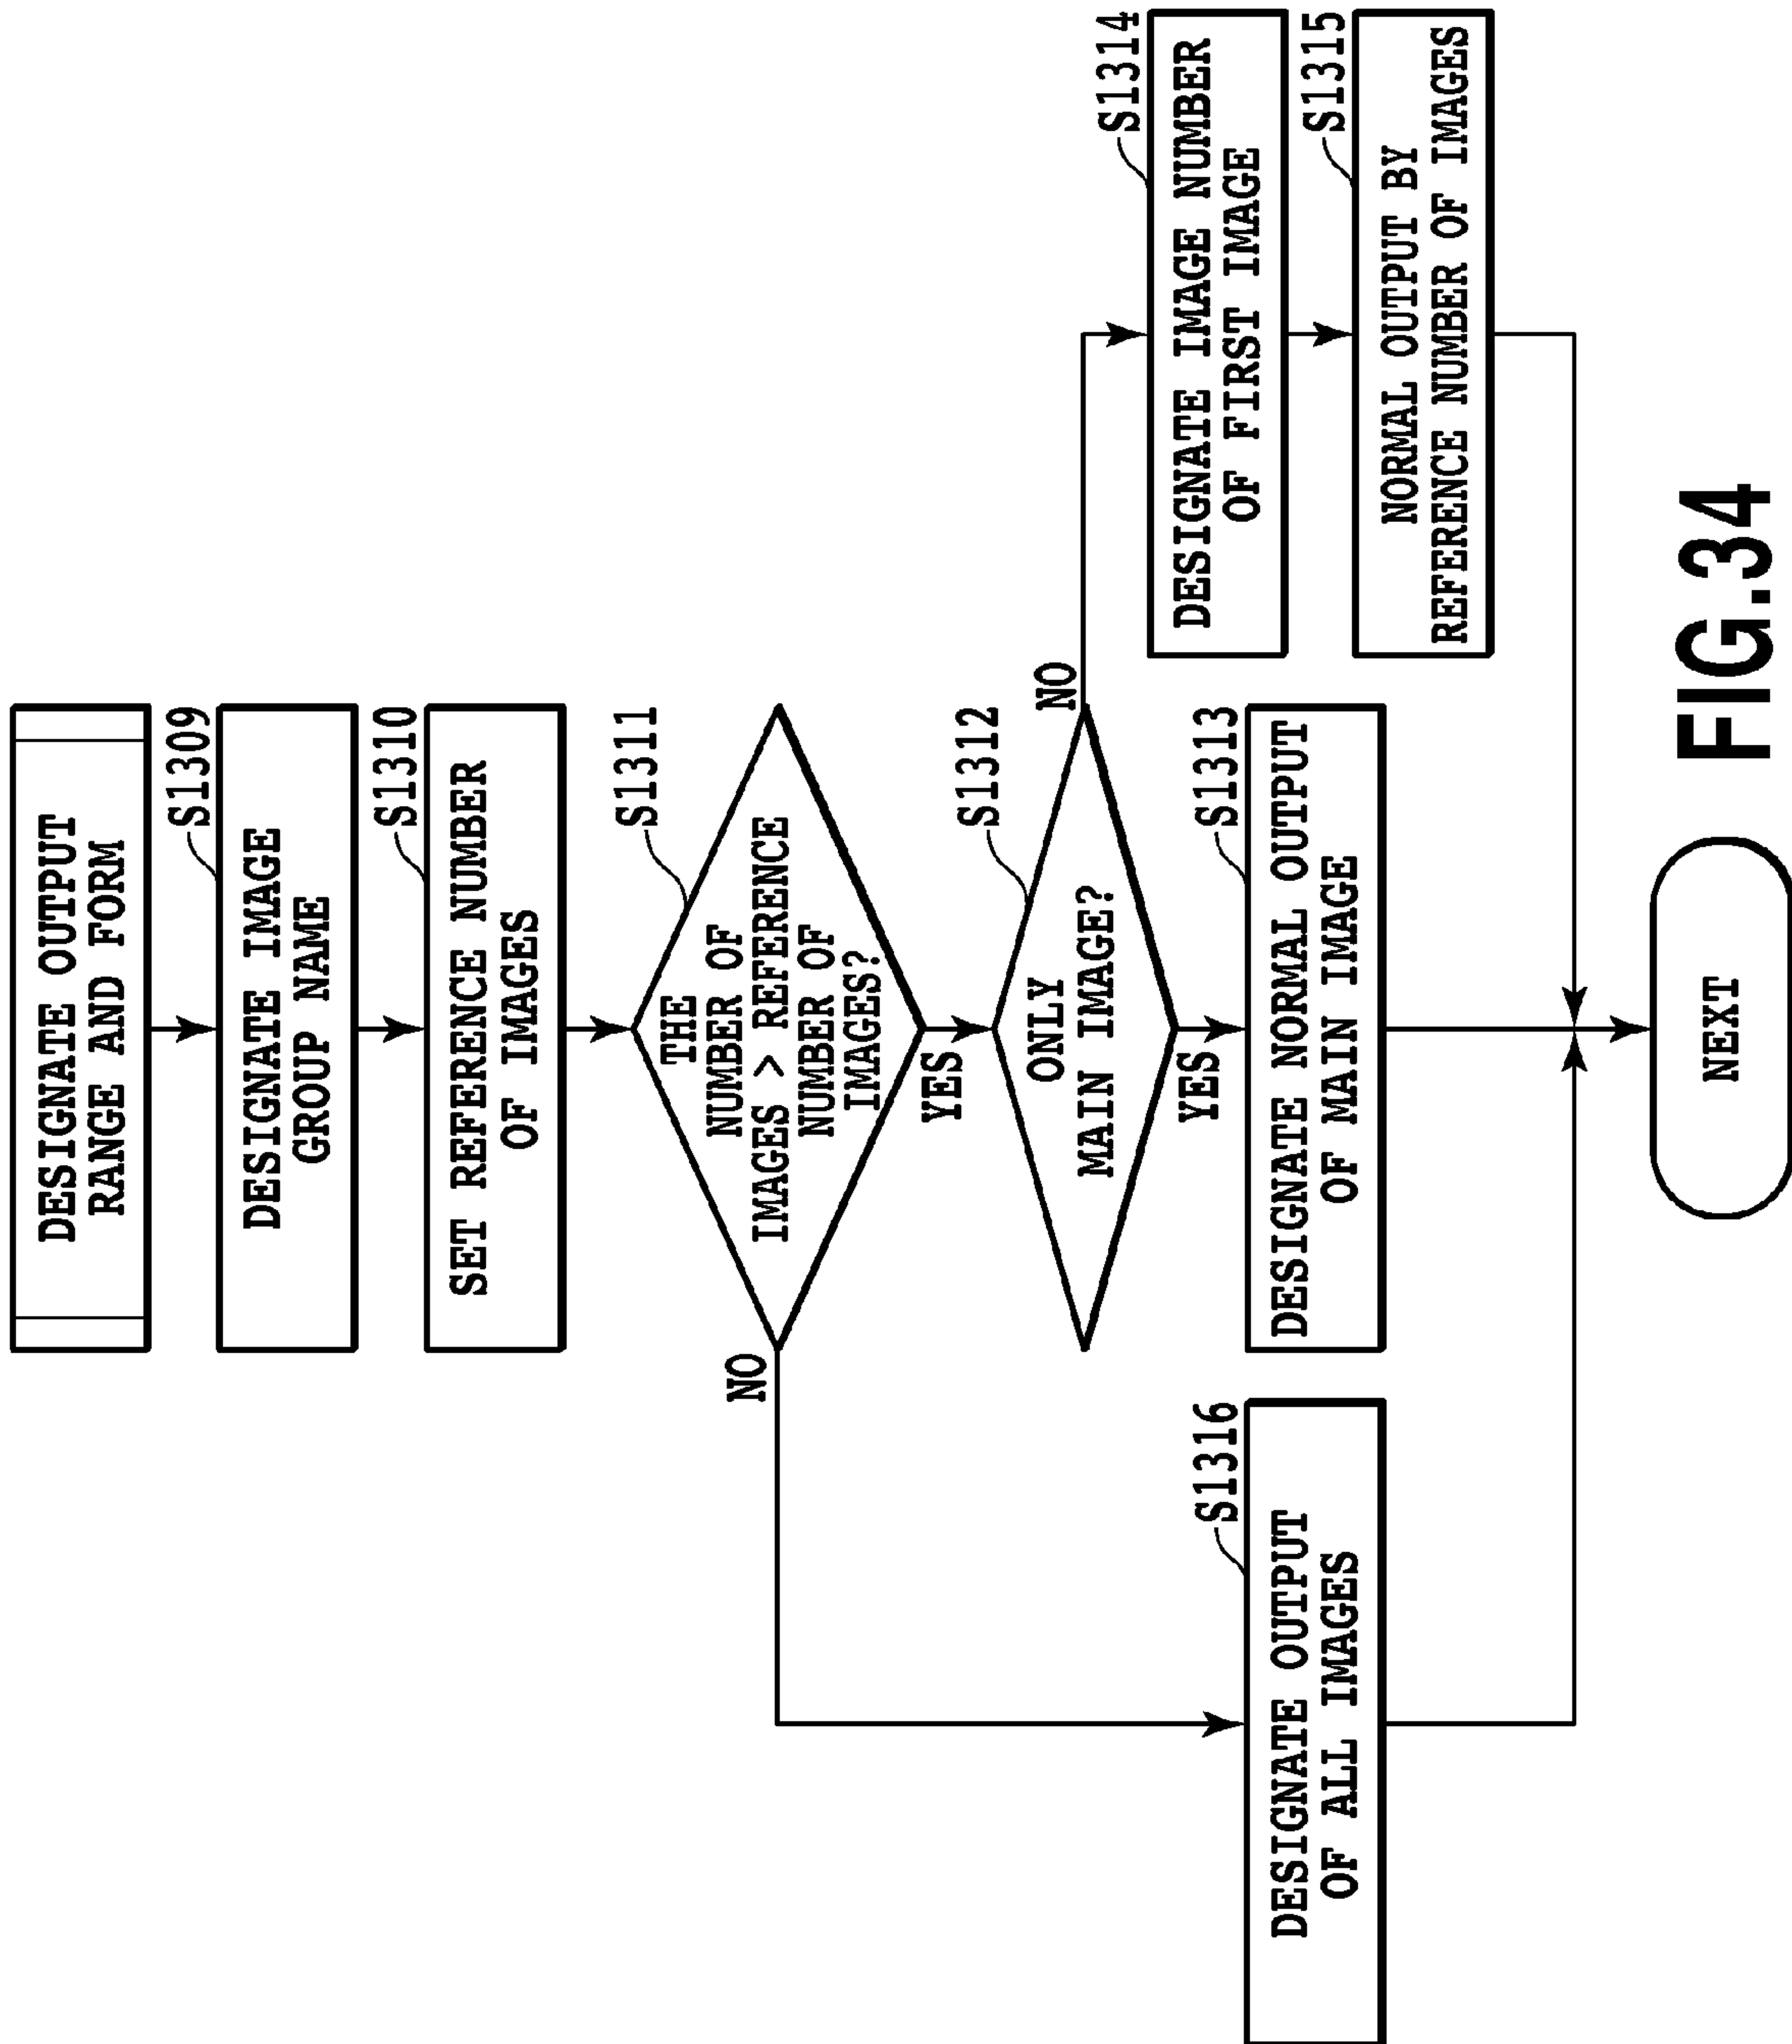 DESIGNATE OUTPUT
RANGE AND FORM
S1309
DESIGNATE IMAGE
GROUP NAME
S1310
SET REFERENCE NUMBER
OF IMAGES
S1311
THE
NUMBER OF
IMAGES > REFERENCE
NUMBER OF
IMAGES?
NO
YES
S1312
ONLY
MAIN IMAGE?
NO
YES
S1313
DESIGNATE NORMAL OUTPUT
OF MAIN IMAGE
S1314
DESIGNATE IMAGE NUMBER
OF FIRST IMAGE
S1315
NORMAL OUTPUT BY
REFERENCE NUMBER OF IMAGES
S1316
DESIGNATE OUTPUT
OF ALL IMAGES
NEXT
FIG.34